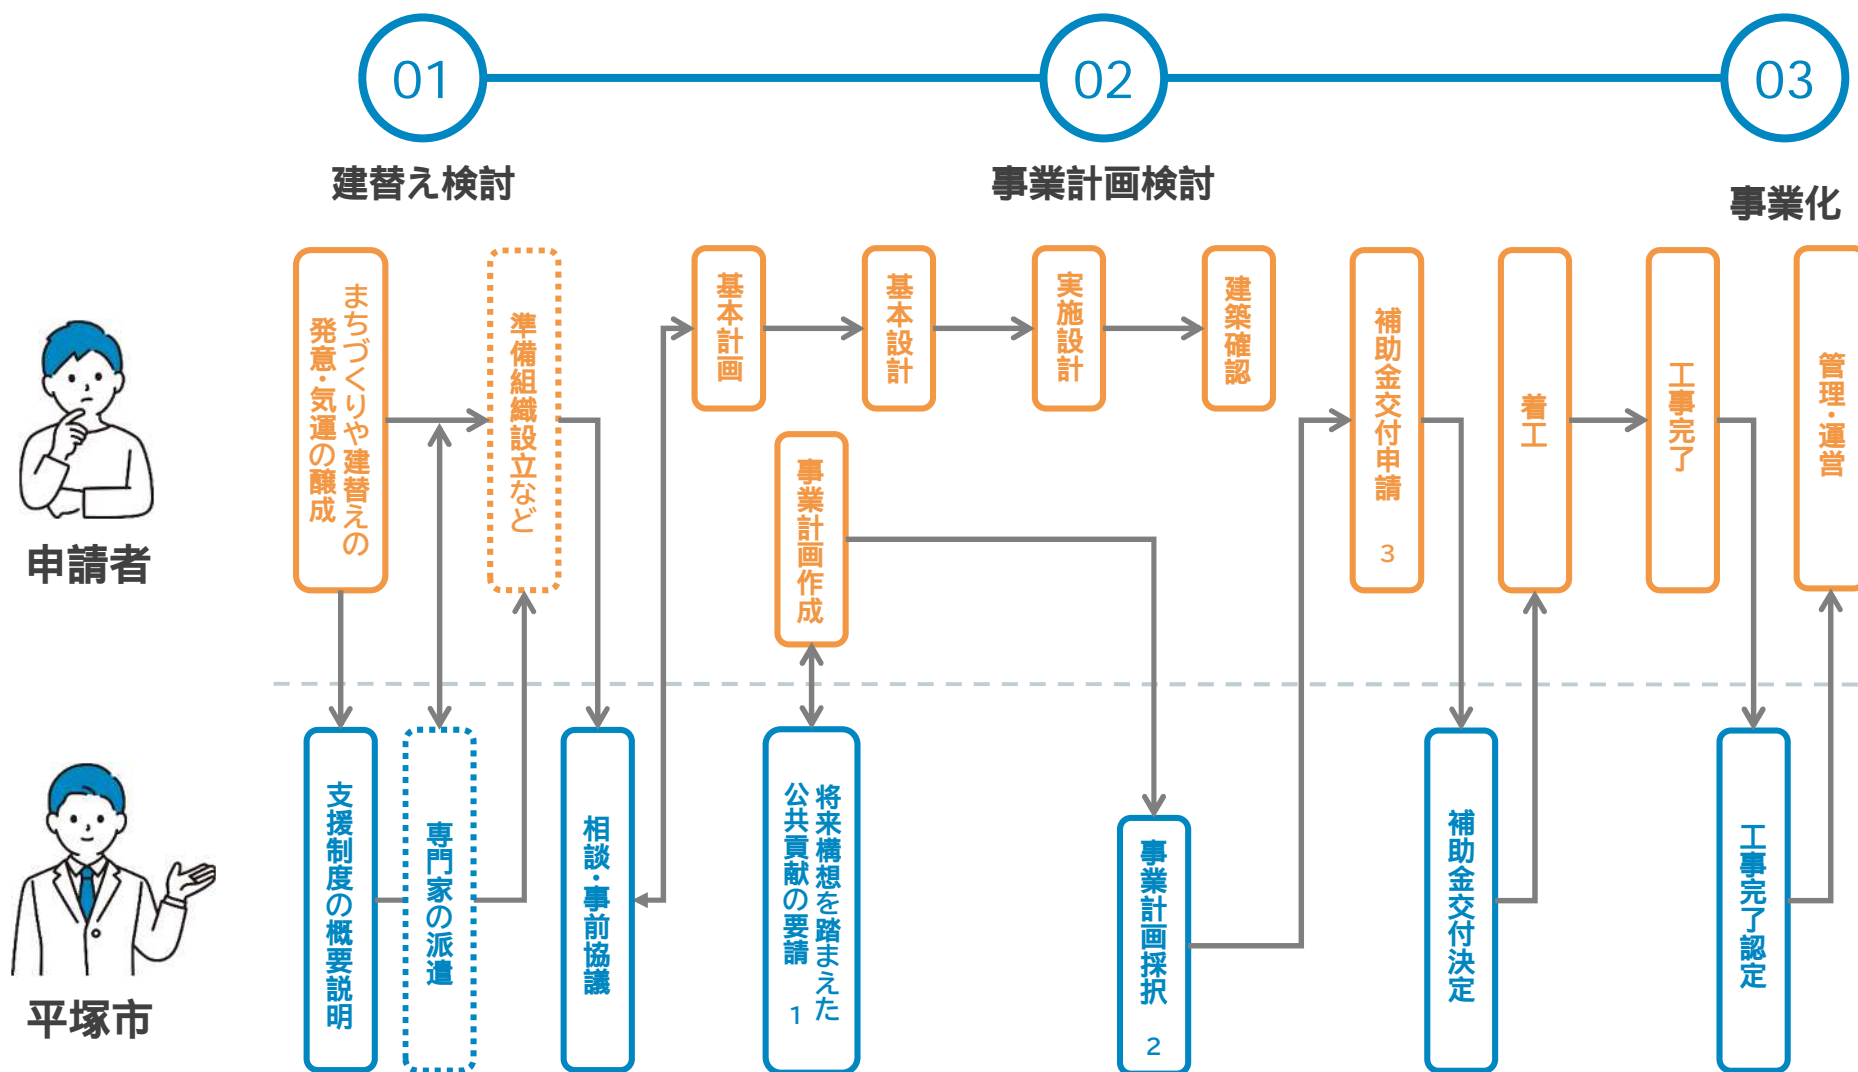 01
02
03
建替え検討
事業計画検討
事業化
申請者
まちづくりや建替えの
発意・気運の醸成
準備組織設立など
基本計画
基本設計
実施設計
建築確認
事業計画作成
補助金交付申請 3
着工
工事完了
管理・運営
平塚市
支援制度の概要説明
専門家の派遣
相談・事前協議
将来構想を踏まえた
公共貢献の要請 1
事業計画採択 2
補助金交付決定
工事完了認定